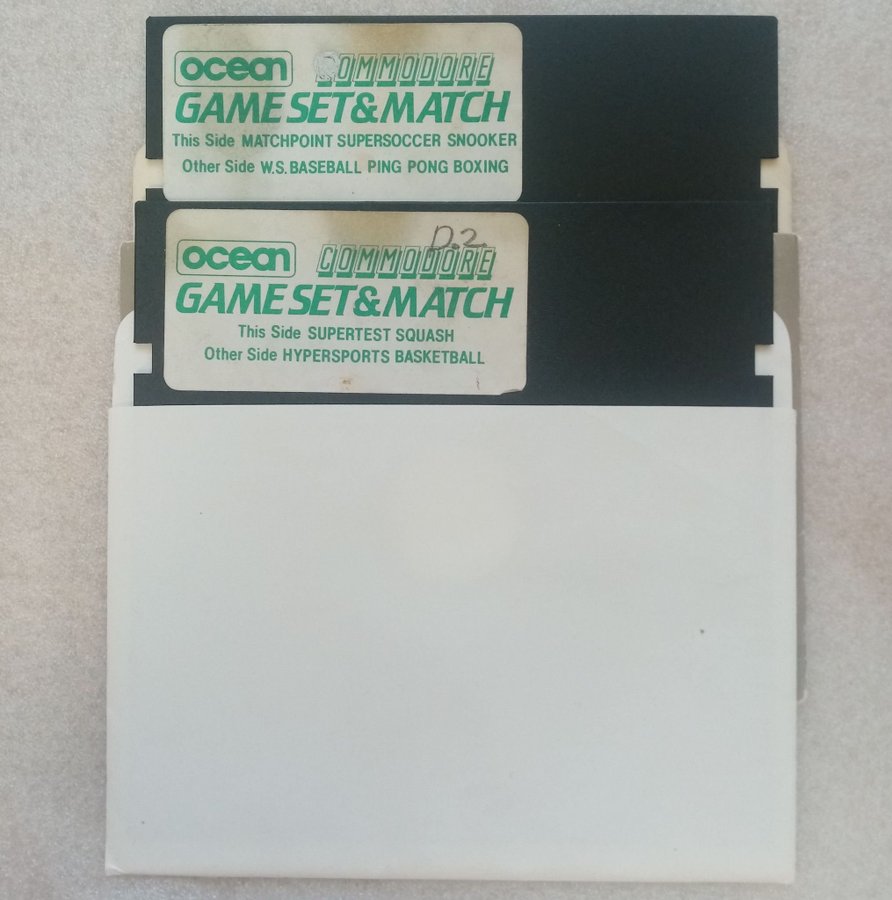 ocean COMMODORE
GAME SET & MATCH
This Side MATCHPOINT SUPERSOCCER SNOOKER
Other Side W.S. BASEBALL PING PONG BOXING
D.2.
ocean COMMODORE
GAME SET & MATCH
This Side SUPERTEST SQUASH
Other Side HYPERSPORTS BASKETBALL